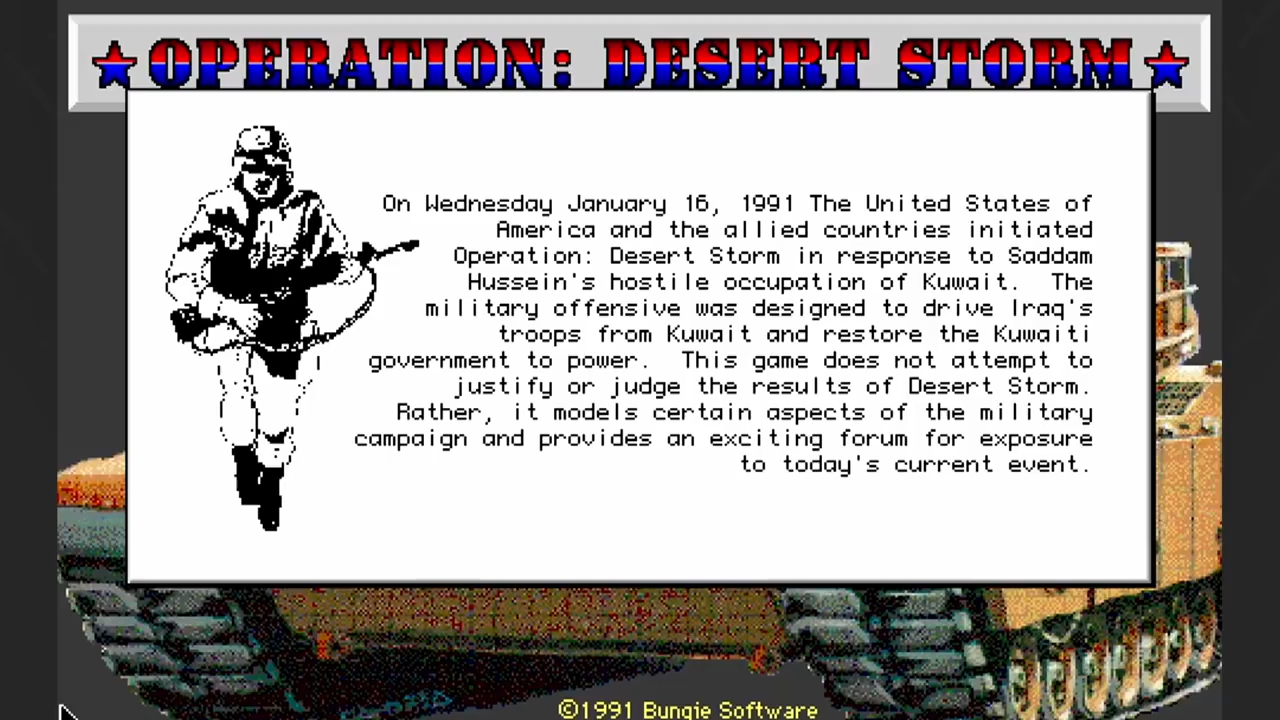 ★OPERATION: DESERT STORM★
On Wednesday January 16, 1991 The United States of
America and the allied countries initiated
Operation: Desert Storm in response to Saddam
Hussein's hostile occupation of Kuwait. The
military offensive was designed to drive Iraq's
troops from Kuwait and restore the Kuwaiti
government to power. This game does not attempt to
justify or judge the results of Desert Storm.
Rather, it models certain aspects of the military
campaign and provides an exciting forum for exposure
to today's current event.
©1991 Bungie Software